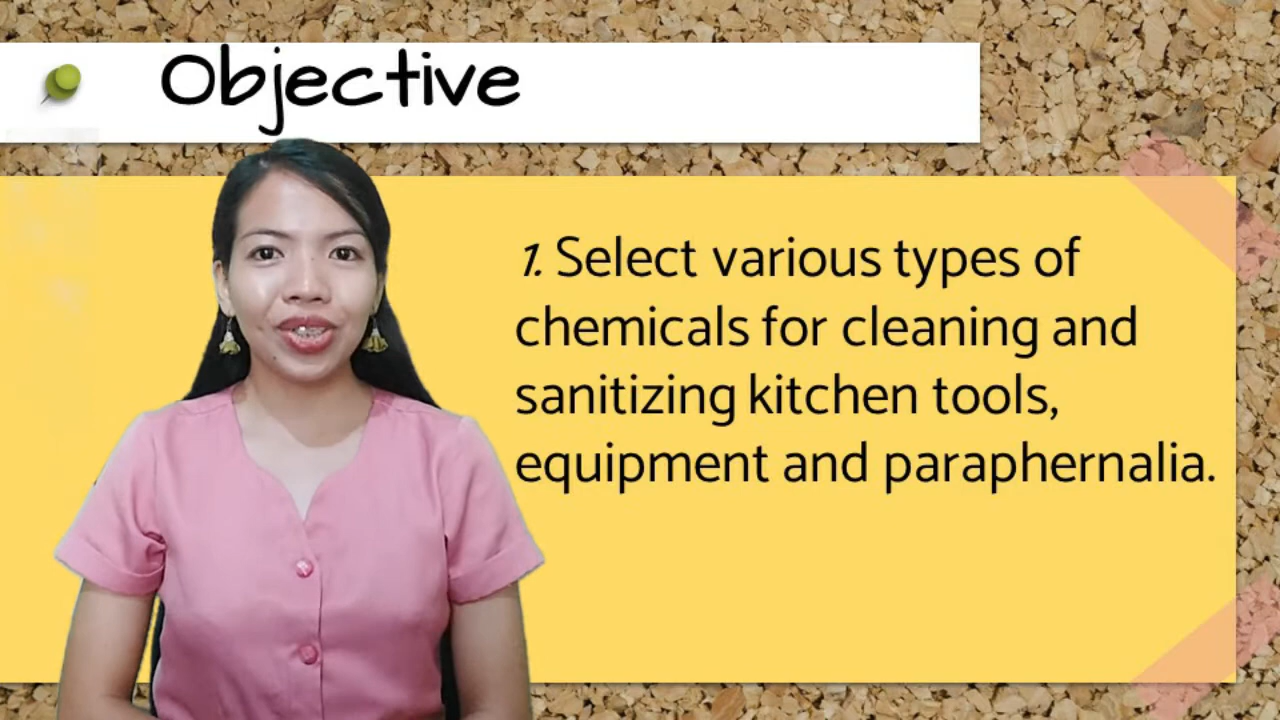 Objective
1. Select various types of
chemicals for cleaning and
sanitizing kitchen tools,
equipment and paraphernalia.